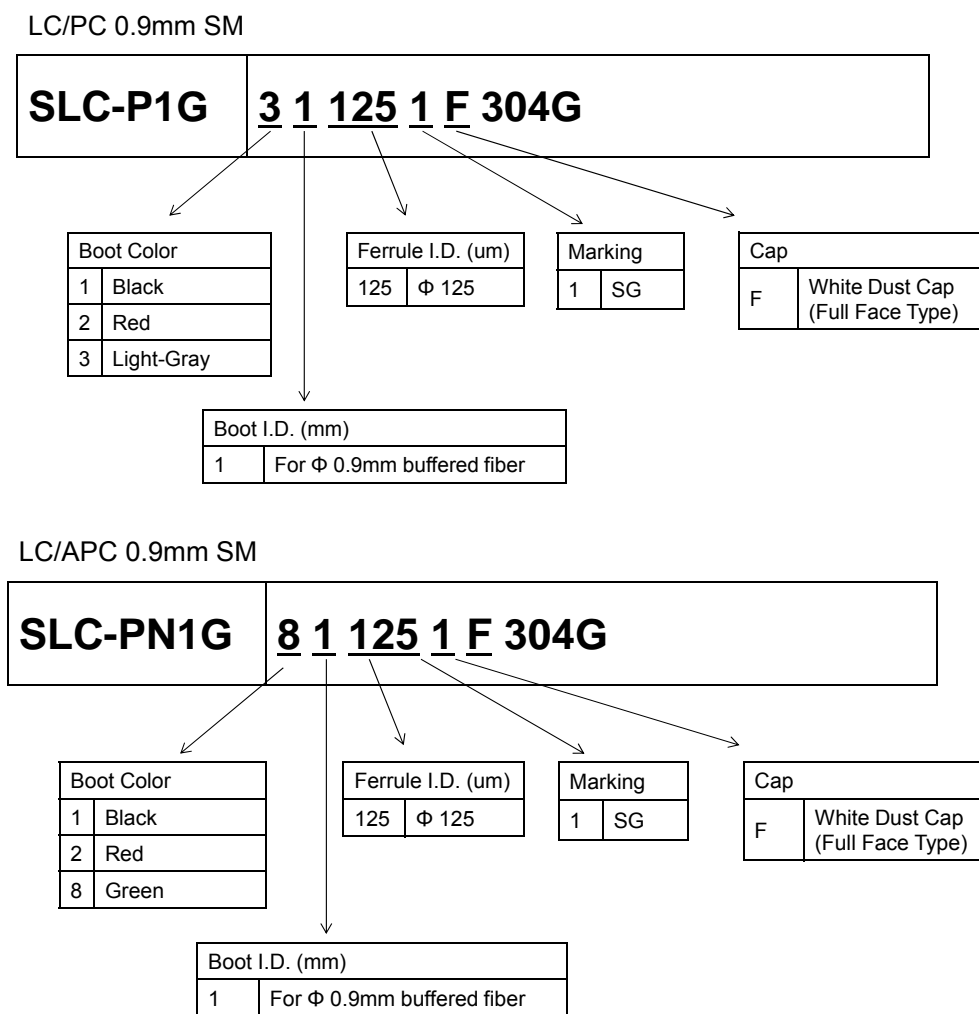 LC/PC 0.9mm SM
SLC-P1G 3 1 125 1 F 304G
Boot Color
1 Black
2 Red
3 Light-Gray
Ferrule I.D. (um)
125 Φ 125
Marking
1 SG
Cap
F White Dust Cap
(Full Face Type)
Boot I.D. (mm)
1 For Φ 0.9mm buffered fiber
LC/APC 0.9mm SM
SLC-PN1G 8 1 125 1 F 304G
Boot Color
1 Black
2 Red
8 Green
Ferrule I.D. (um)
125 Φ 125
Marking
1 SG
Cap
F White Dust Cap
(Full Face Type)
Boot I.D. (mm)
1 For Φ 0.9mm buffered fiber